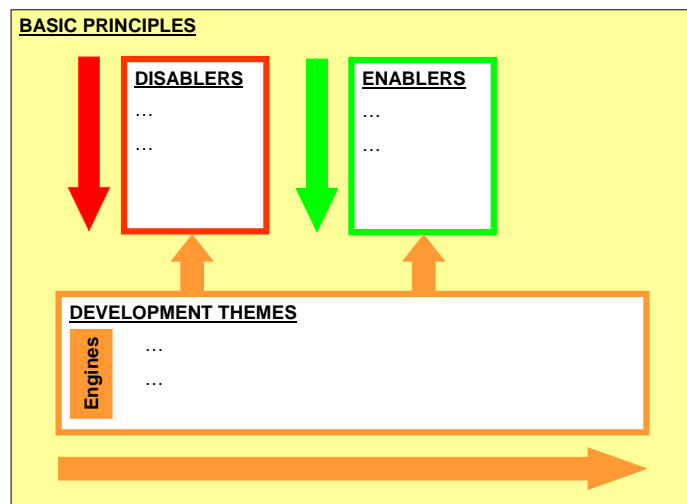 BASIC PRINCIPLES
DISABLERS
…
…
ENABLERS
…
…
DEVELOPMENT THEMES
Engines
…
…